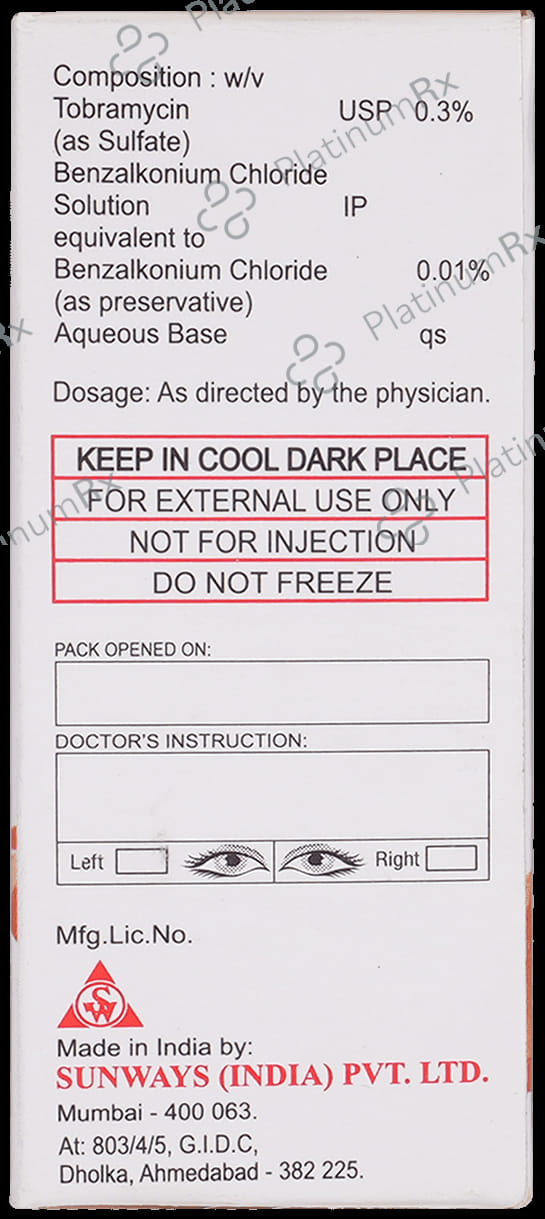 Composition : w/v
Tobramycin USP 0.3%
(as Sulfate)
Benzalkonium Chloride
Solution IP
equivalent to
Benzalkonium Chloride 0.01%
(as preservative)
Aqueous Base qs
Dosage: As directed by the physician.
KEEP IN COOL DARK PLACE
FOR EXTERNAL USE ONLY
NOT FOR INJECTION
DO NOT FREEZE
PACK OPENED ON:
DOCTOR'S INSTRUCTION:
Left Right
Mfg.Lic.No.
SW
Made in India by:
SUNWAYS (INDIA) PVT. LTD.
Mumbai - 400 063.
At: 803/4/5, G.I.D.C,
Dholka, Ahmedabad - 382 225.
PlatinumRx
PlatinumRx
PlatinumRx